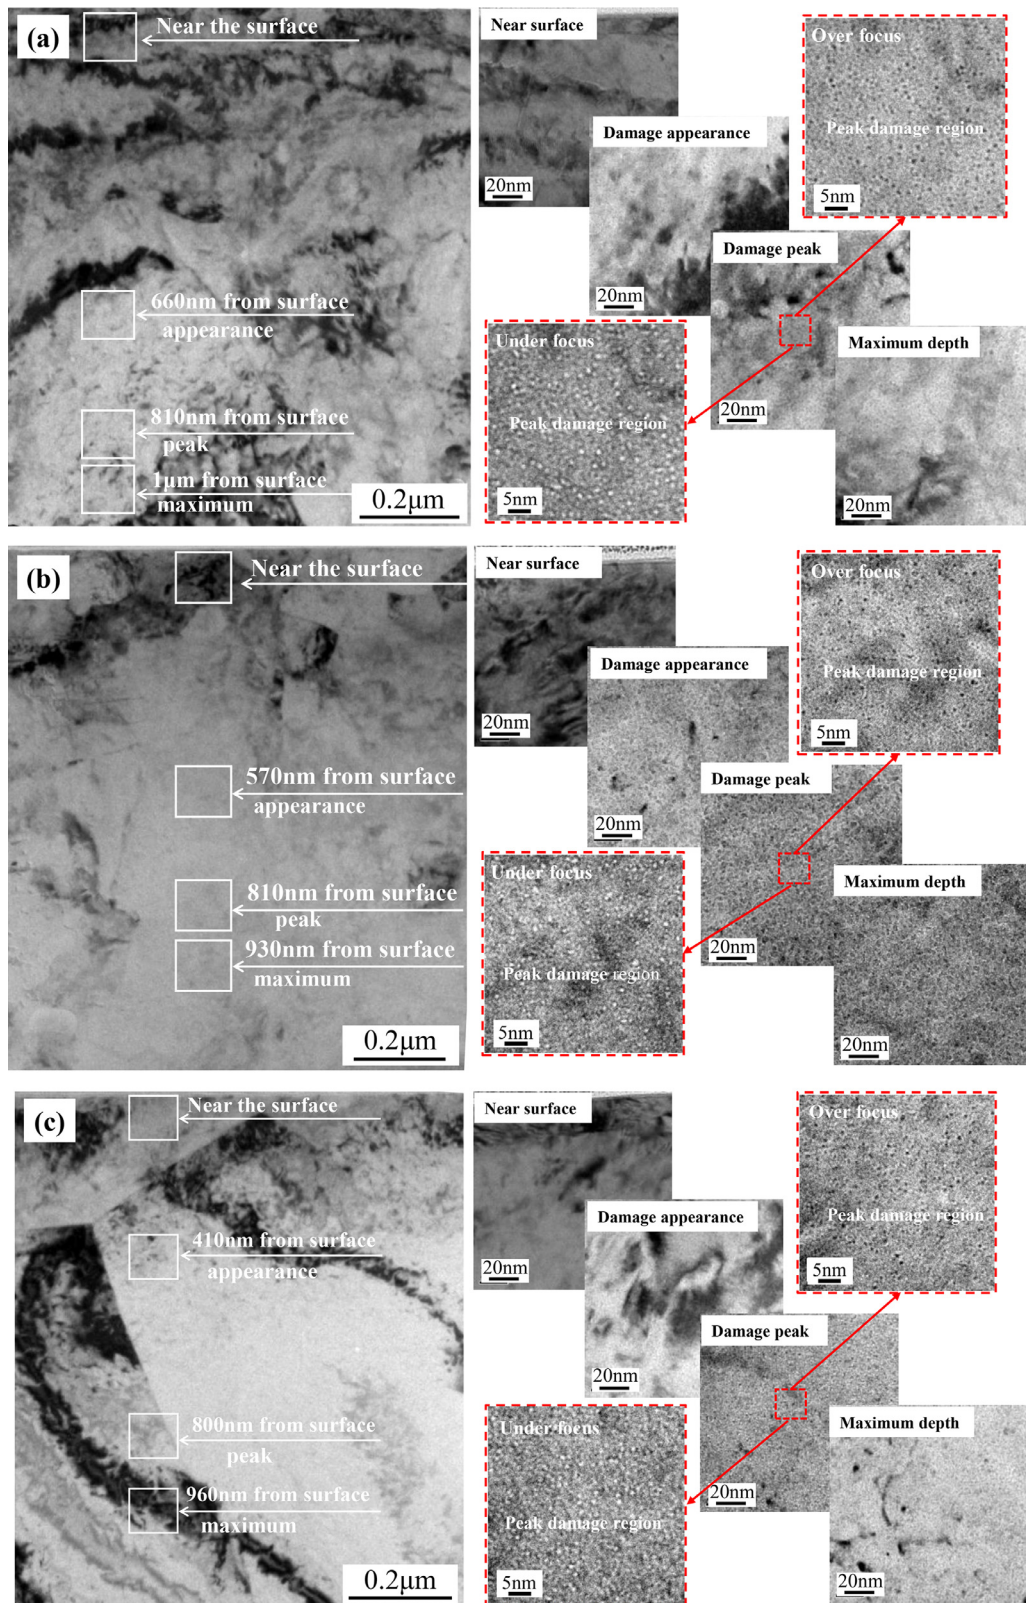 (a)
Near the surface
660nm from surface
appearance
810nm from surface
peak
1μm from surface
maximum
0.2μm
Near surface
20nm
Damage appearance
20nm
Over focus
Peak damage region
5nm
Damage peak
20nm
Under focus
Peak damage region
5nm
Maximum depth
20nm
(b)
Near the surface
570nm from surface
appearance
810nm from surface
peak
930nm from surface
maximum
0.2μm
Near surface
20nm
Damage appearance
20nm
Over focus
Peak damage region
5nm
Damage peak
20nm
Under focus
Peak damage region
5nm
Maximum depth
20nm
(c)
Near the surface
410nm from surface
appearance
800nm from surface
peak
960nm from surface
maximum
0.2μm
Near surface
20nm
Damage appearance
20nm
Over focus
Peak damage region
5nm
Damage peak
20nm
Under focus
Peak damage region
5nm
Maximum depth
20nm